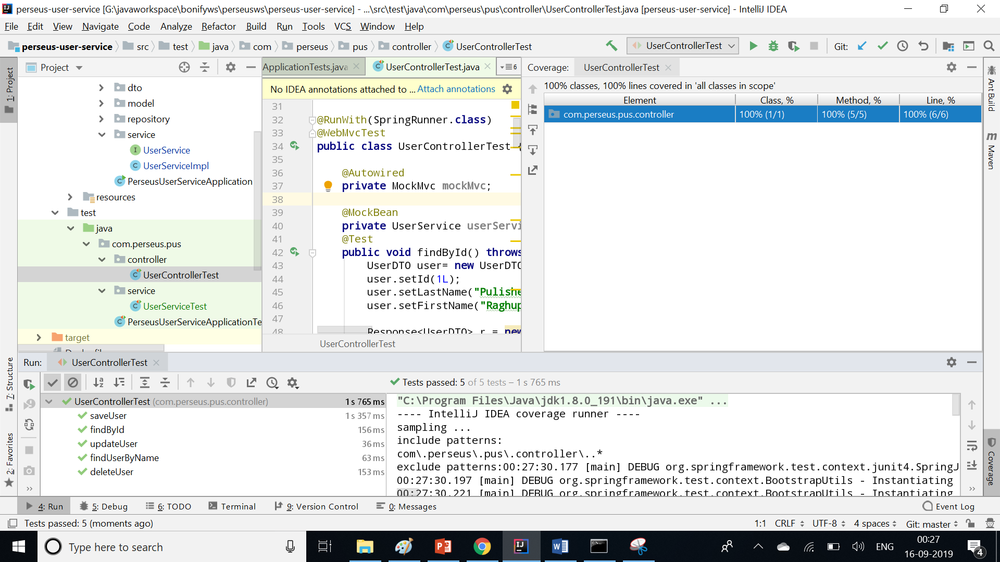 perseus-user-service [G:\javaworkspace\bonifyws\perseusws\perseus-user-service] - ...\src\test\java\com\perseus\pus\controller\UserControllerTest.java [perseus-user-service] - IntelliJ IDEA
File Edit View Navigate Code Analyze Refactor Build Run Tools VCS Window Help
perseus-user-service src test java com perseus pus controller UserControllerTest
UserControllerTest Git:
1: Project
7: Structure
2: Favorites
Project
dto
model
repository
service
UserService
UserServiceImpl
PerseusUserServiceApplication
resources
test
java
com.perseus.pus
controller
UserControllerTest
service
UserServiceTest
PerseusUserServiceApplicationTe
target
ApplicationTests.java UserControllerTest.java 6
No IDEA annotations attached to ... Attach annotations
31
32 @RunWith(SpringRunner.class)
33 @WebMvcTest
34 public class UserControllerTest {
35
36 @Autowired
37 private MockMvc mockMvc;
38
39 @MockBean
40 private UserService userServi
41 @Test
42 public void findById() throws
43 UserDTO user= new UserDTO
44 user.setId(1L);
45 user.setLastName("Pulishe
46 user.setFirstName("Raghup
47
48 Response<UserDTO> r = new
UserControllerTest
Coverage: UserControllerTest
100% classes, 100% lines covered in 'all classes in scope'
Element Class, % Method, % Line, %
com.perseus.pus.controller 100% (1/1) 100% (5/5) 100% (6/6)
Ant Build
Maven
Coverage
Run: UserControllerTest
Tests passed: 5 of 5 tests – 1 s 765 ms
UserControllerTest (com.perseus.pus.controller) 1 s 765 ms
saveUser 1 s 357 ms
findById 156 ms
updateUser 36 ms
findUserByName 63 ms
deleteUser 153 ms
"C:\Program Files\Java\jdk1.8.0_191\bin\java.exe" ...
---- IntelliJ IDEA coverage runner ----
sampling ...
include patterns:
com\.perseus\.pus\.controller\..*
exclude patterns:00:27:30.177 [main] DEBUG org.springframework.test.context.junit4.SpringJ
00:27:30.197 [main] DEBUG org.springframework.test.context.BootstrapUtils - Instantiating
00:27:30.221 [main] DEBUG org.springframework.test.context.BootstrapUtils - Instantiating
4: Run 5: Debug 6: TODO Terminal 9: Version Control 0: Messages Event Log
Tests passed: 5 (moments ago) 1:1 CRLF UTF-8 4 spaces Git: master
Type here to search
ENG
00:27
16-09-2019
4